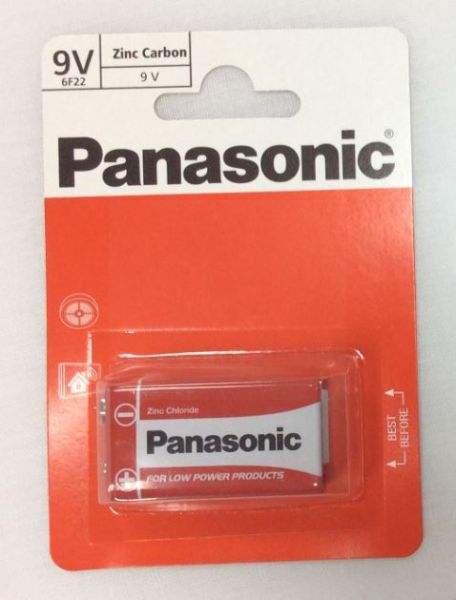 9V
6F22
Zinc Carbon
9 V
Panasonic®
Zinc Chloride
Panasonic
FOR LOW POWER PRODUCTS
BEST
BEFORE